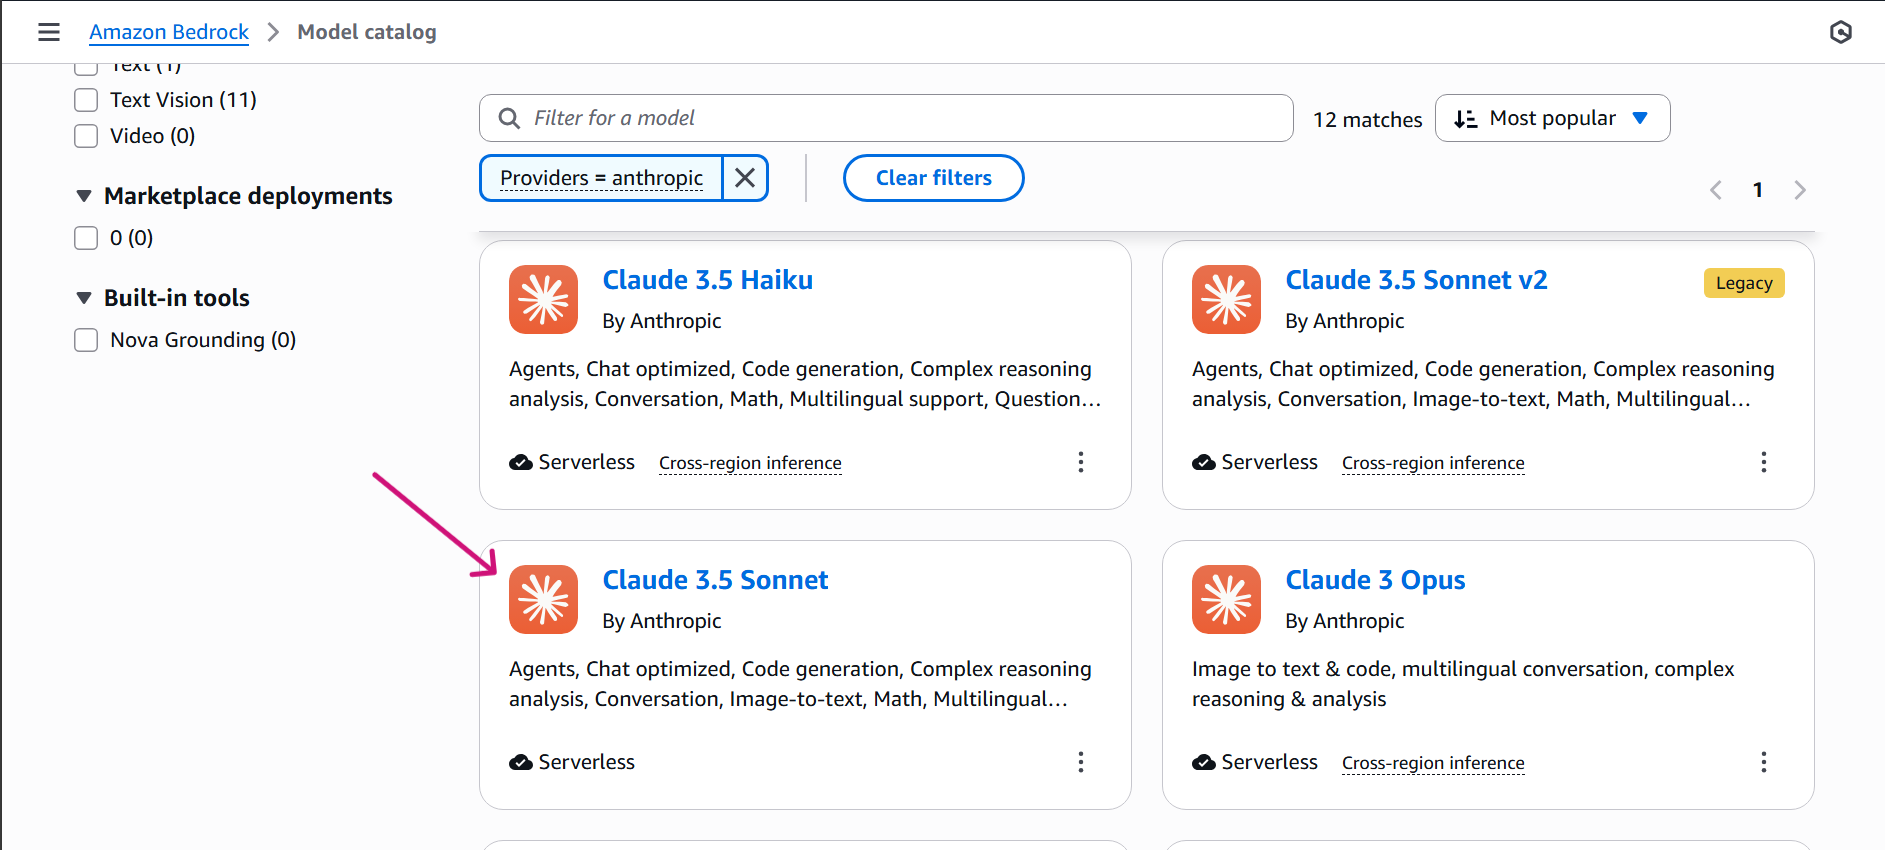 Amazon Bedrock > Model catalog
Text (1)
Text Vision (11)
Video (0)
Marketplace deployments
0 (0)
Built-in tools
Nova Grounding (0)
Filter for a model
12 matches
Most popular
Providers = anthropic
Clear filters
1
Claude 3.5 Haiku
By Anthropic
Agents, Chat optimized, Code generation, Complex reasoning
analysis, Conversation, Math, Multilingual support, Question...
Serverless
Cross-region inference
Claude 3.5 Sonnet v2
Legacy
By Anthropic
Agents, Chat optimized, Code generation, Complex reasoning
analysis, Conversation, Image-to-text, Math, Multilingual...
Serverless
Cross-region inference
Claude 3.5 Sonnet
By Anthropic
Agents, Chat optimized, Code generation, Complex reasoning
analysis, Conversation, Image-to-text, Math, Multilingual...
Serverless
Claude 3 Opus
By Anthropic
Image to text & code, multilingual conversation, complex
reasoning & analysis
Serverless
Cross-region inference